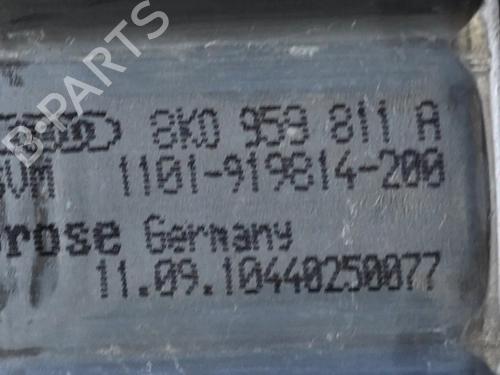 8K0 959 811 A
1101-919814-200
rose Germany
11.09.10440250077
B-PARTS